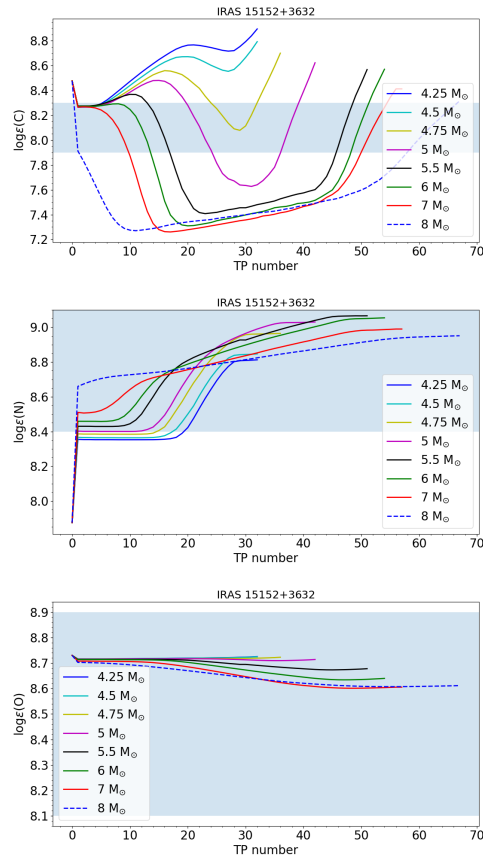 IRAS 15152+3632
logε(C)
8.8
8.6
8.4
8.2
8.0
7.8
7.6
7.4
7.2
4.25 M⊙
4.5 M⊙
4.75 M⊙
5 M⊙
5.5 M⊙
6 M⊙
7 M⊙
8 M⊙
0 10 20 30 40 50 60 70
TP number
IRAS 15152+3632
logε(N)
9.0
8.8
8.6
8.4
8.2
8.0
4.25 M⊙
4.5 M⊙
4.75 M⊙
5 M⊙
5.5 M⊙
6 M⊙
7 M⊙
8 M⊙
0 10 20 30 40 50 60 70
TP number
IRAS 15152+3632
logε(O)
8.9
8.8
8.7
8.6
8.5
8.4
8.3
8.2
8.1
4.25 M⊙
4.5 M⊙
4.75 M⊙
5 M⊙
5.5 M⊙
6 M⊙
7 M⊙
8 M⊙
0 10 20 30 40 50 60 70
TP number